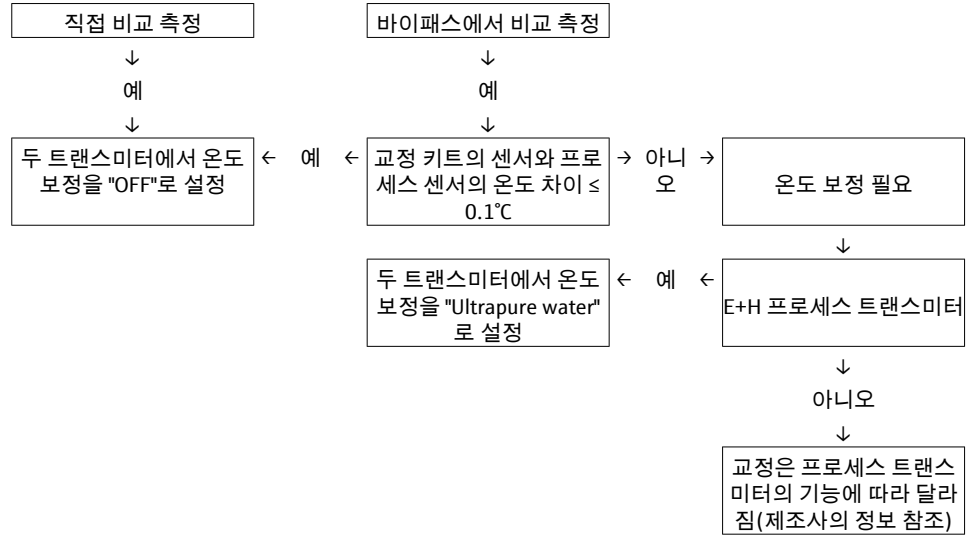 직접 비교 측정
바이패스에서 비교 측정
↓
↓
예
예
↓
↓
두 트랜스미터에서 온도
보정을 "OFF"로 설정
← 예 ←
교정 키트의 센서와 프로
세스 센서의 온도 차이 ≤
0.1°C
→ 아니 →
오
온도 보정 필요
↓
두 트랜스미터에서 온도
보정을 "Ultrapure water"
로 설정
← 예 ←
E+H 프로세스 트랜스미터
↓
아니오
↓
교정은 프로세스 트랜스
미터의 기능에 따라 달라
짐(제조사의 정보 참조)